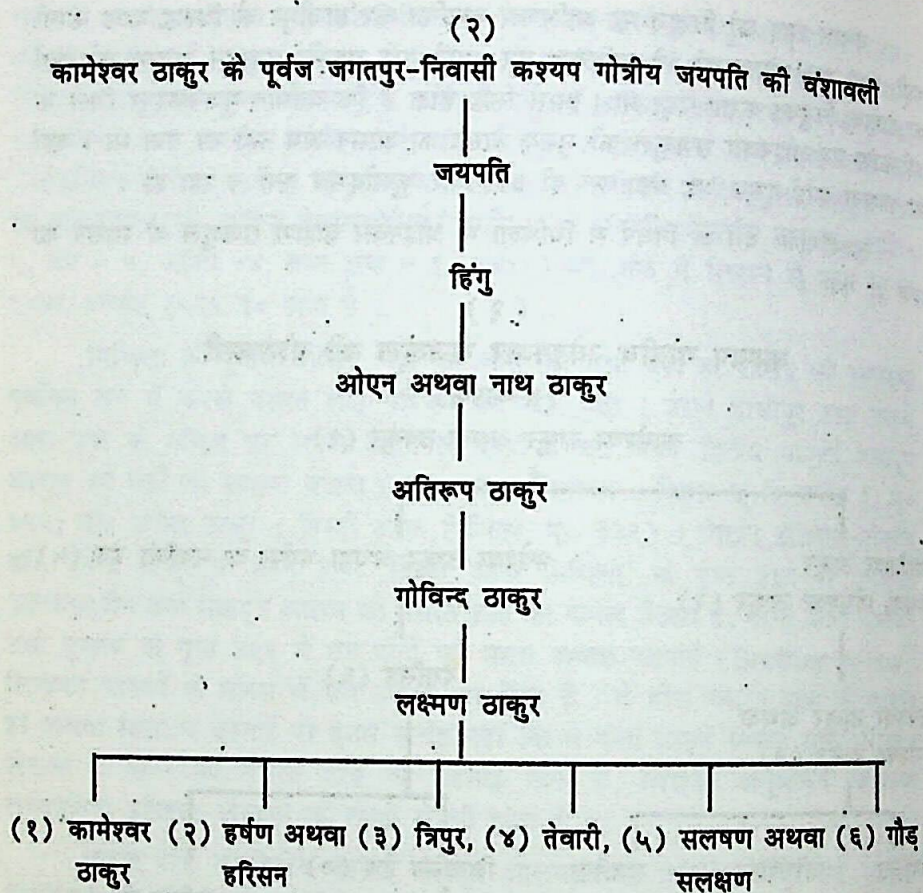 (२)
कामेश्वर ठाकुर के पूर्वज जगतपुर-निवासी कश्यप गोत्रीय जयपति की वंशावली
जयपति
हिंगु
ओएन अथवा नाथ ठाकुर
अतिरूप ठाकुर
गोविन्द ठाकुर
लक्ष्मण ठाकुर
(१) कामेश्वर (२) हर्षण अथवा (३) त्रिपुर, (४) तेवारी, (५) सलषण अथवा (६) गौड़
ठाकुर हरिसन सलक्षण